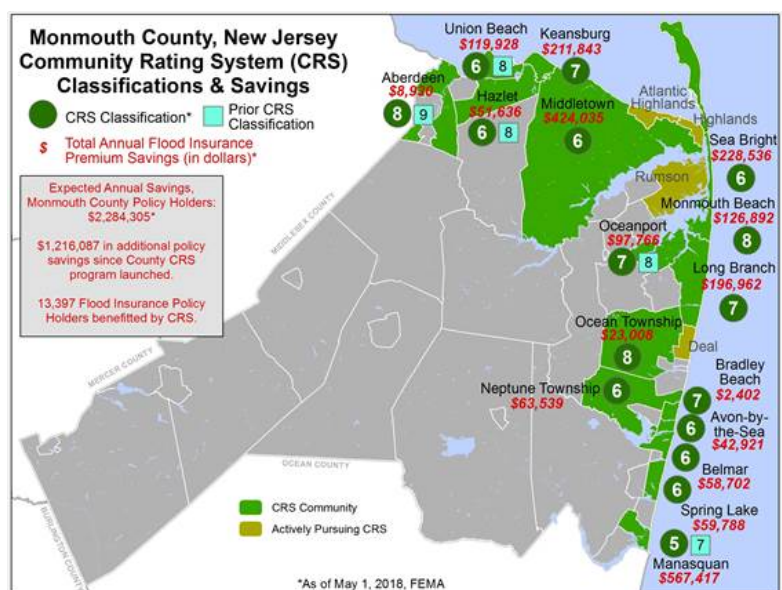 Monmouth County, New Jersey
Community Rating System (CRS)
Classifications & Savings
CRS Classification*
Prior CRS
Classification
$ Total Annual Flood Insurance
Premium Savings (in dollars)*
Expected Annual Savings,
Monmouth County Policy Holders:
$2,284,305*
$1,216,087 in additional policy
savings since County CRS
program launched.
13,397 Flood Insurance Policy
Holders benefitted by CRS.
Union Beach
$119,928
6 8
Keansburg
$211,843
7
Aberdeen
$8,930
8 9
Hazlet
$51,636
6 8
Middletown
$424,035
6
Atlantic
Highlands
Highlands
Sea Bright
$228,536
6
Rumson
Monmouth Beach
$126,892
8
Oceanport
$97,766
7 8
Long Branch
$196,962
7
Ocean Township
$23,008
8
Deal
Neptune Township
6
$63,539
Bradley
Beach
$2,402
7
Avon-by-
the-Sea
6
$42,921
6
Belmar
$58,702
6
Spring Lake
$59,788
5 7
Manasquan
$567,417
MIDDLESEX COUNTY
MERCER COUNTY
OCEAN COUNTY
BURLINGTON COUNTY
CRS Community
Actively Pursuing CRS
*As of May 1, 2018, FEMA